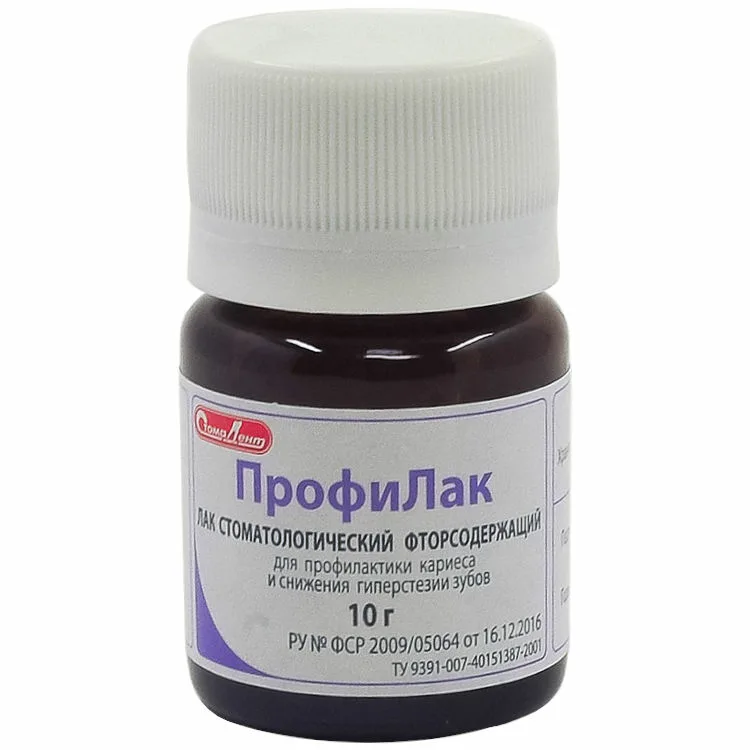 СтомаДент
ПрофиЛак
ЛАК СТОМАТОЛОГИЧЕСКИЙ ФТОРСОДЕРЖАЩИЙ
для профилактики кариеса
и снижения гиперстезии зубов
10 г
РУ № ФСР 2009/05064 от 16.12.2016
ТУ 9391-007-40151387-2001